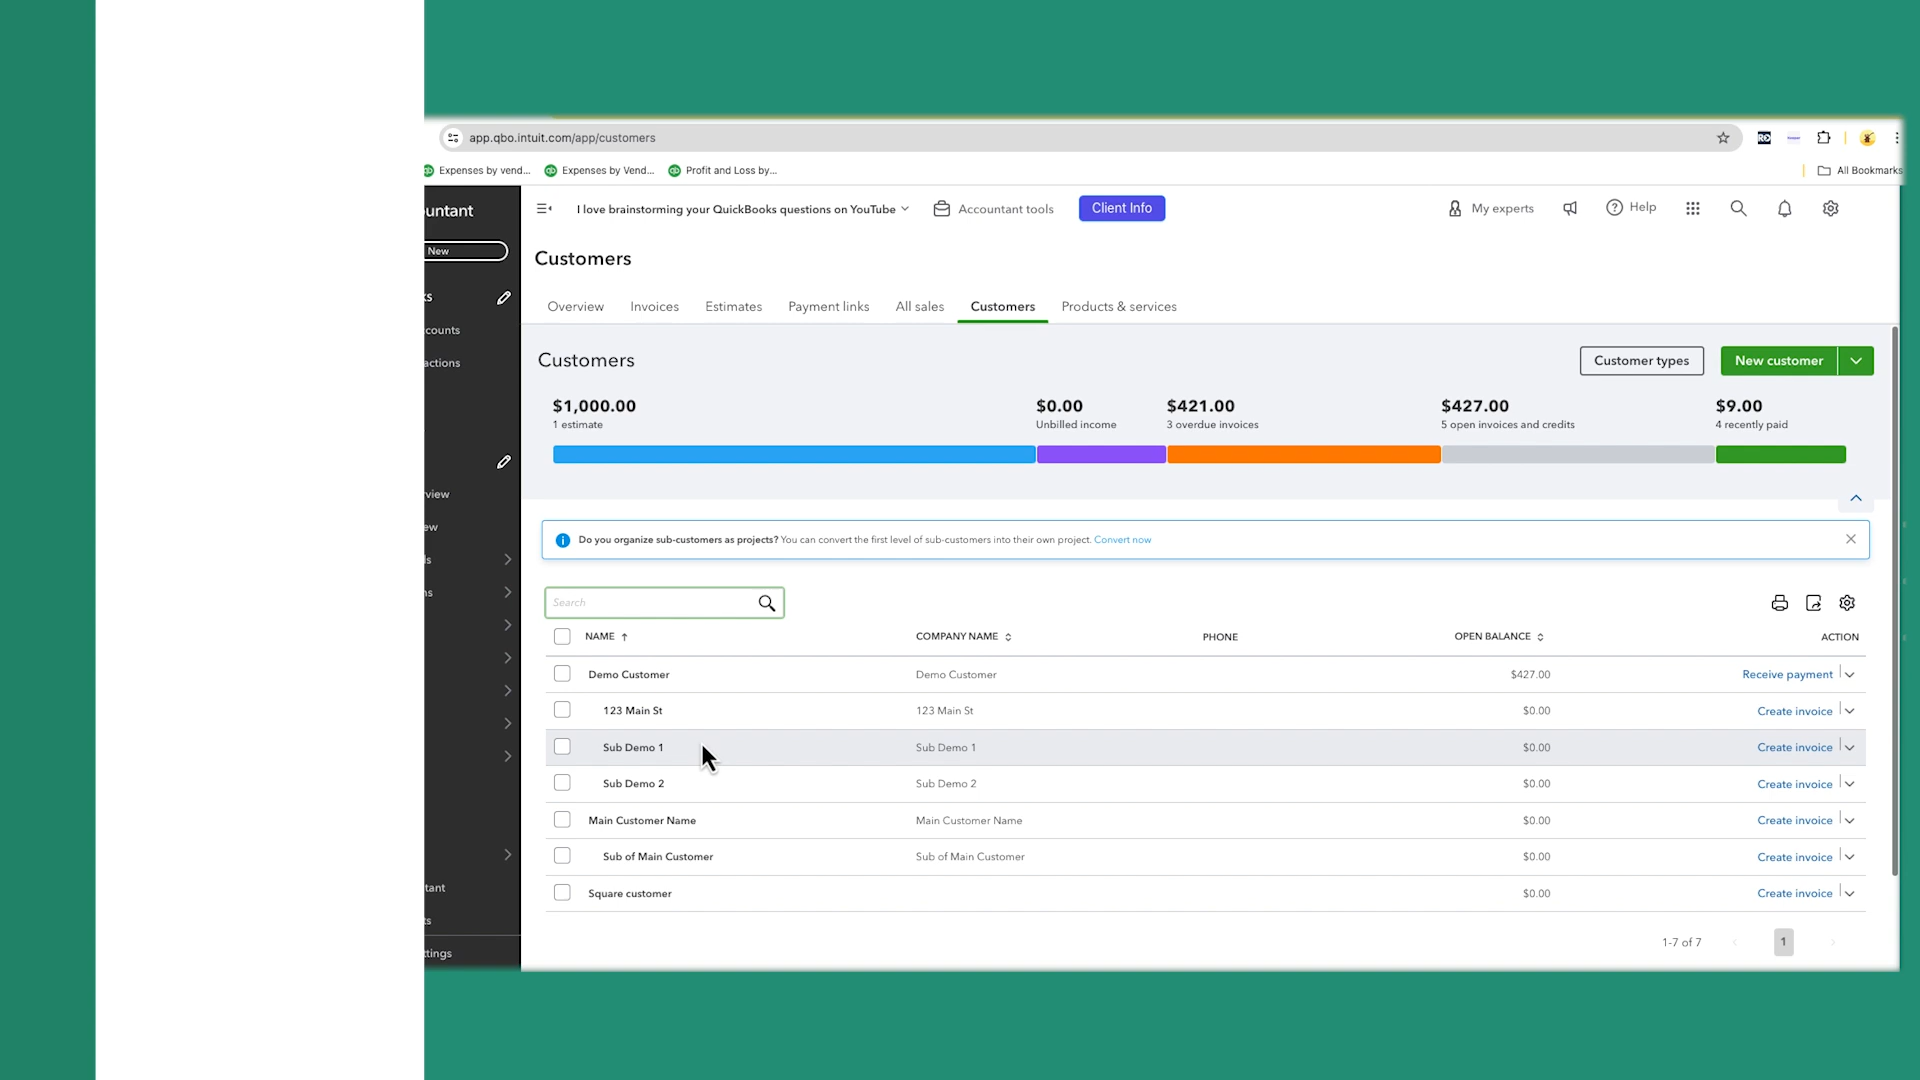 app.qbo.intuit.com/app/customers
Expenses by vend... Expenses by Vend... Profit and Loss by... All Bookmarks
untant
I love brainstorming your QuickBooks questions on YouTube Accountant tools Client Info My experts Help
New
Customers
ks
Overview Invoices Estimates Payment links All sales Customers Products & services
counts
actions
Customers Customer types New customer
$1,000.00 $0.00 $421.00 $427.00 $9.00
1 estimate Unbilled income 3 overdue invoices 5 open invoices and credits 4 recently paid
rview
ew
Do you organize sub-customers as projects? You can convert the first level of sub-customers into their own project. Convert now
ls
ns
Search
NAME COMPANY NAME PHONE OPEN BALANCE ACTION
Demo Customer Demo Customer $427.00 Receive payment
123 Main St 123 Main St $0.00 Create invoice
Sub Demo 1 Sub Demo 1 $0.00 Create invoice
Sub Demo 2 Sub Demo 2 $0.00 Create invoice
Main Customer Name Main Customer Name $0.00 Create invoice
Sub of Main Customer Sub of Main Customer $0.00 Create invoice
Square customer $0.00 Create invoice
tant
ts
ttings
1-7 of 7 1